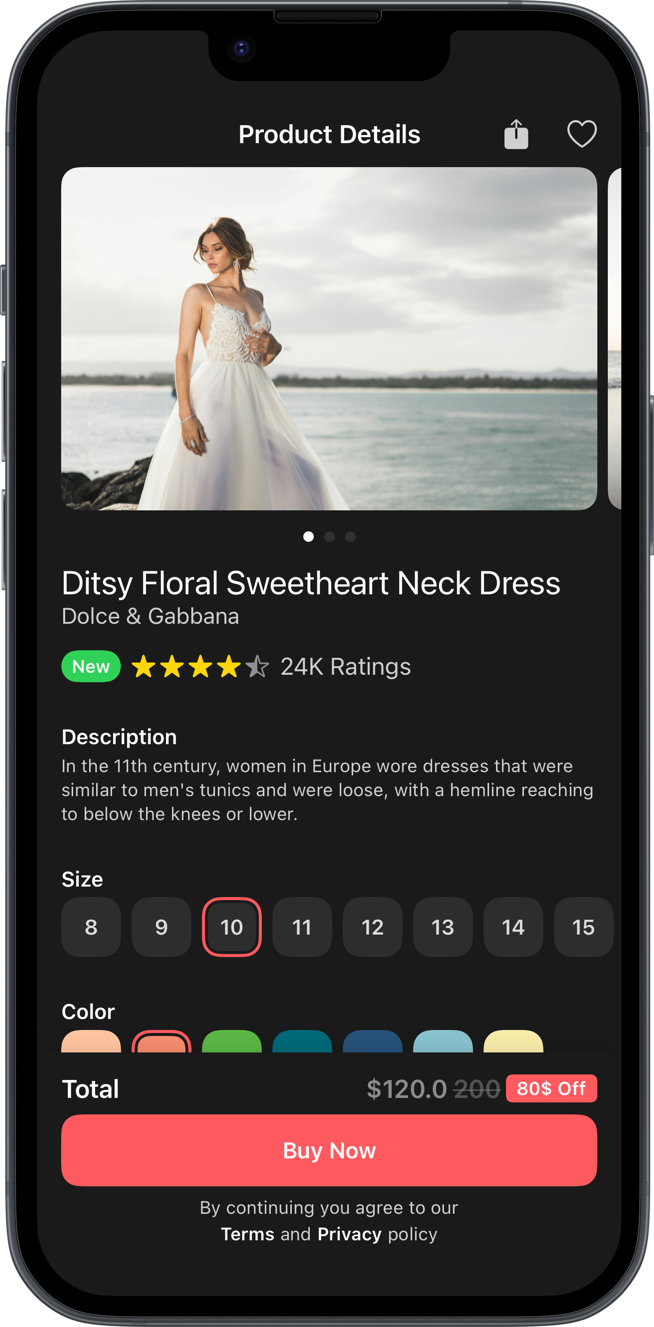 Product Details
Ditsy Floral Sweetheart Neck Dress
Dolce & Gabbana
New 24K Ratings
Description
In the 11th century, women in Europe wore dresses that were
similar to men's tunics and were loose, with a hemline reaching
to below the knees or lower.
Size
8 9 10 11 12 13 14 15
Color
Total $120.0 200 80$ Off
Buy Now
By continuing you agree to our
Terms and Privacy policy